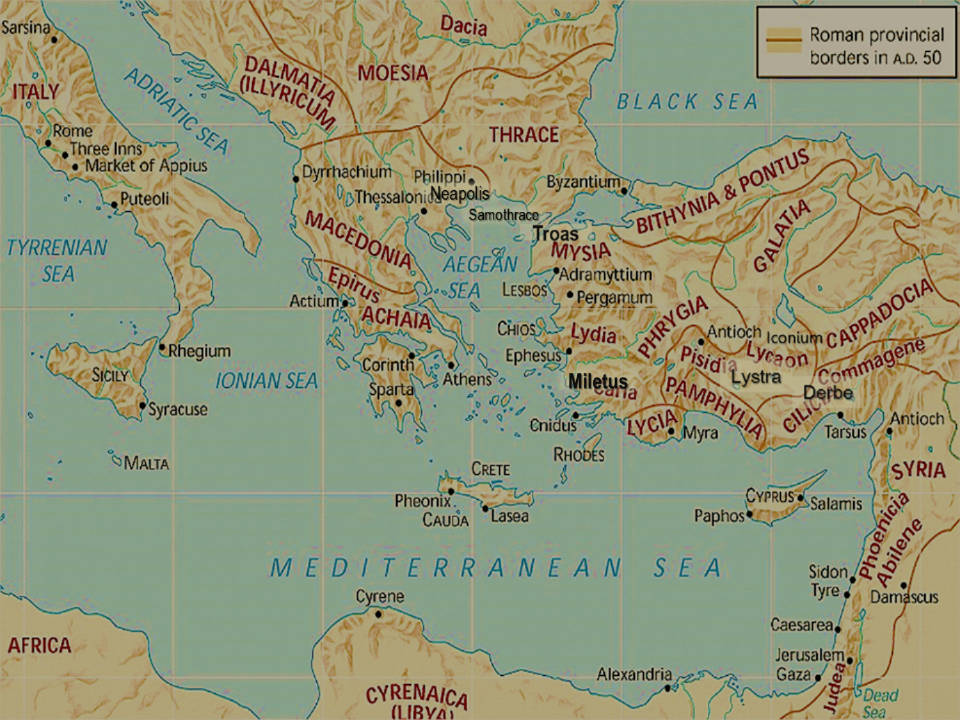 Sarsina
Dacia
Roman provincial
borders in A.D. 50
ITALY
ADRIATIC SEA
DALMATIA
(ILLYRICUM)
MOESIA
BLACK SEA
Rome
Three Inns
Market of Appius
Puteoli
THRACE
Dyrrhachium
Philippi
Neapolis
Thessalonica
Byzantium
Samothrace
Troas
BITHYNIA & PONTUS
GALATIA
TYRRENIAN
SEA
MACEDONIA
AEGEAN
SEA
MYSIA
Adramyttium
LESBOS
Pergamum
Epirus
Actium
ACHAIA
CHIOS
Lydia
PHRYGIA
Antioch
Iconium
CAPPADOCIA
Rhegium
Ephesus
Pisidia
Lycaon
Commagene
SICILY
IONIAN SEA
Corinth
Athens
Sparta
Miletus
Caria
Lystra
Derbe
Syracuse
Cnidus
LYCIA
PAMPHYLIA
CILIC
Myra
Tarsus
Antioch
MALTA
RHODES
CRETE
SYRIA
Pheonix
CAUDA
Lasea
CYPRUS
Salamis
Paphos
Phoenicia
Abilene
MEDITERRANEAN SEA
Sidon
Tyre
Damascus
Cyrene
Caesarea
AFRICA
Jerusalem
Gaza
Alexandria
Judea
Dead
Sea
CYRENAICA
(LIBYA)